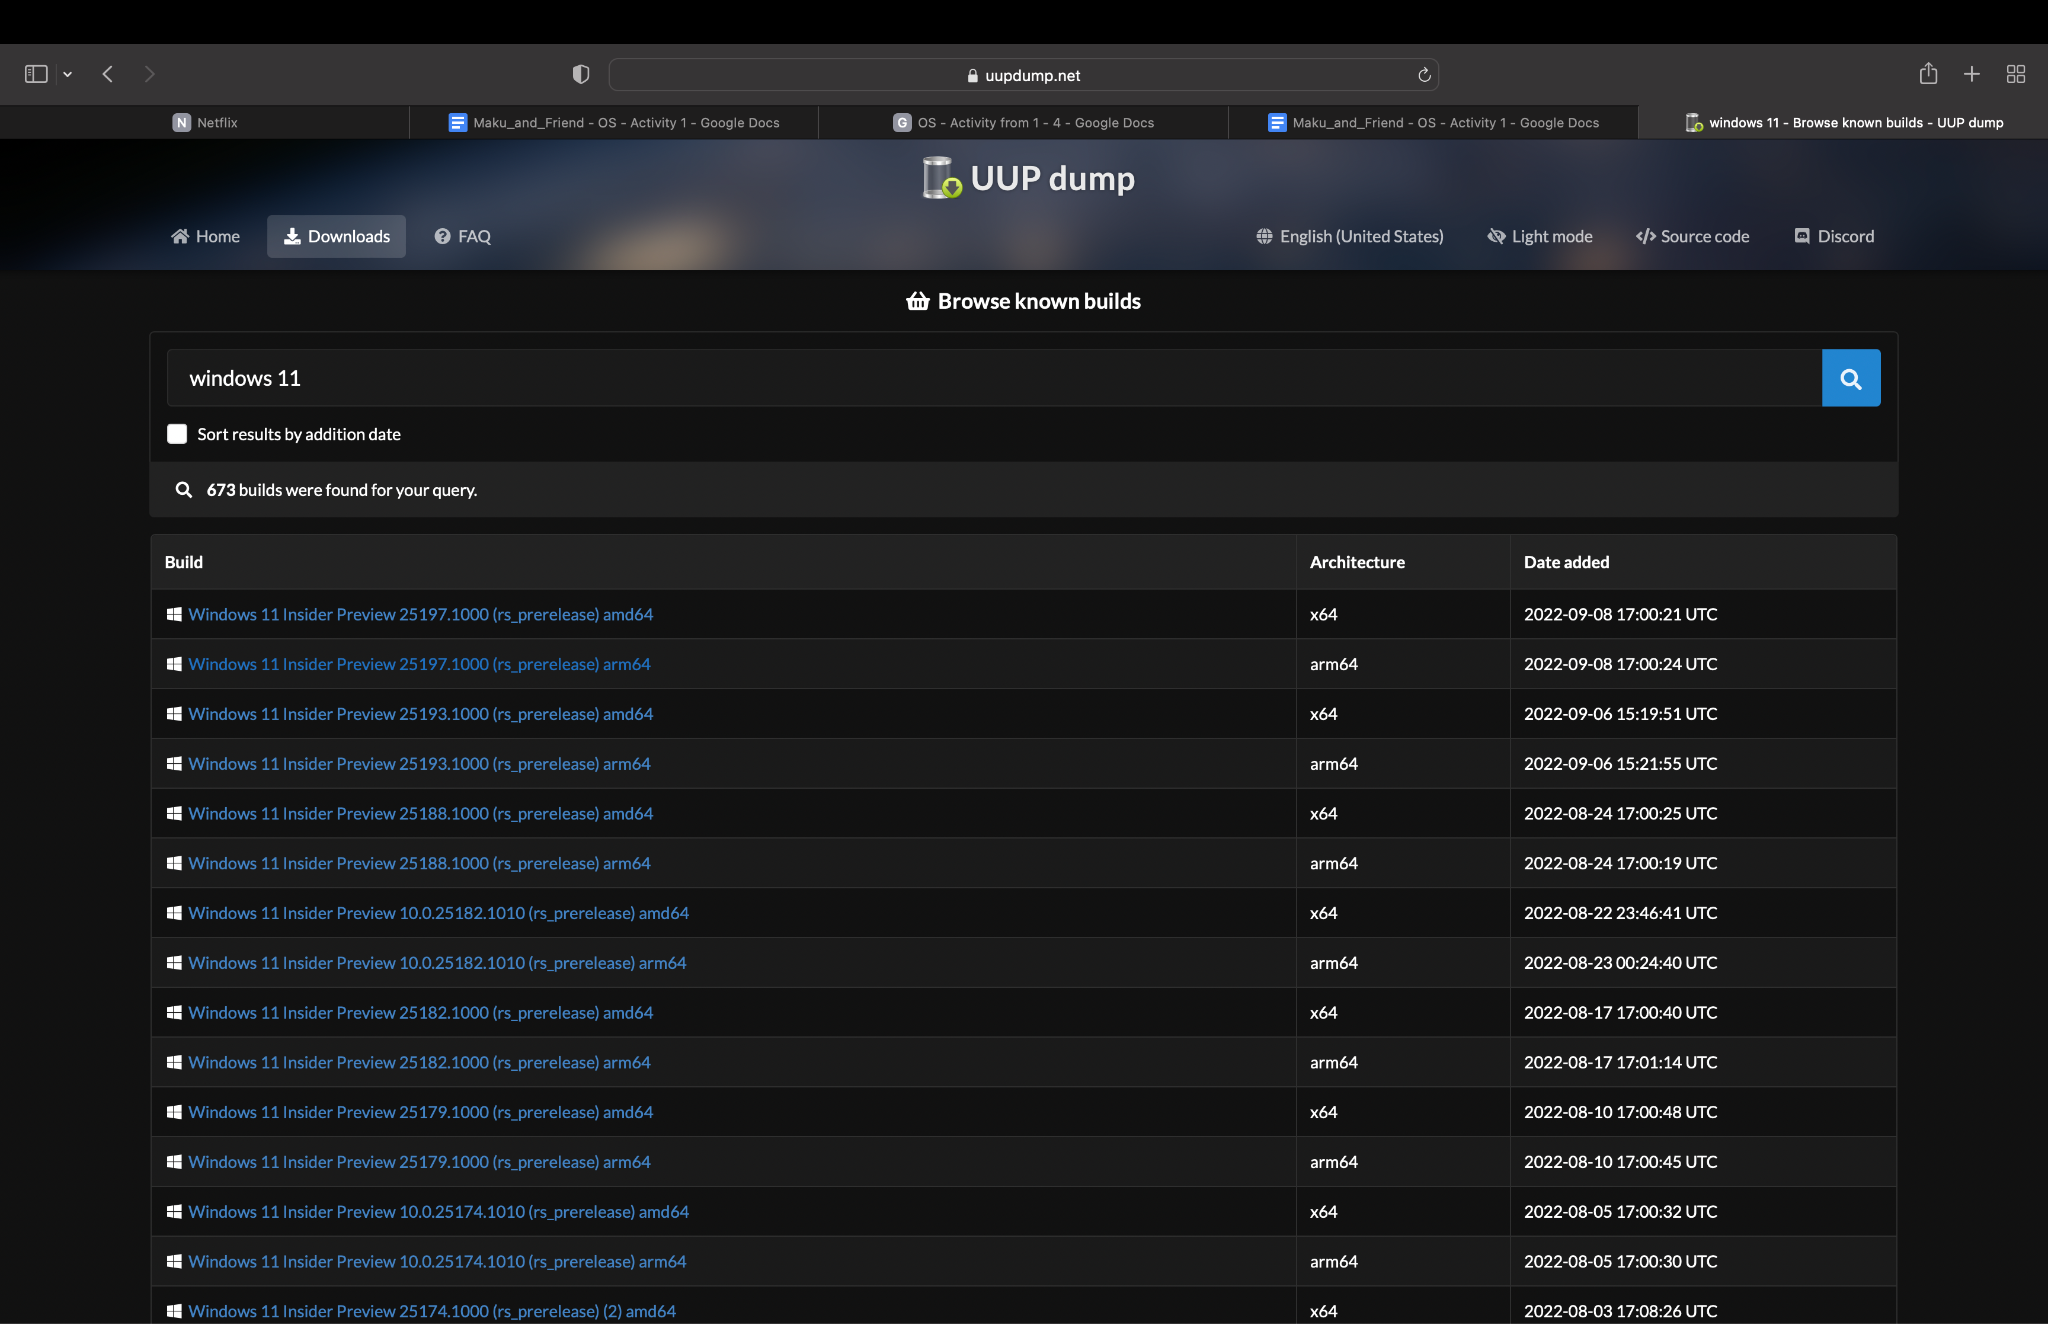 uupdump.net
N Netflix
Maku_and_Friend - OS - Activity 1 - Google Docs
G OS - Activity from 1 - 4 - Google Docs
Maku_and_Friend - OS - Activity 1 - Google Docs
windows 11 - Browse known builds - UUP dump
UUP dump
Home Downloads FAQ English (United States) Light mode Source code Discord
Browse known builds
windows 11
Sort results by addition date
673 builds were found for your query.
Build Architecture Date added
Windows 11 Insider Preview 25197.1000 (rs_prerelease) amd64 x64 2022-09-08 17:00:21 UTC
Windows 11 Insider Preview 25197.1000 (rs_prerelease) arm64 arm64 2022-09-08 17:00:24 UTC
Windows 11 Insider Preview 25193.1000 (rs_prerelease) amd64 x64 2022-09-06 15:19:51 UTC
Windows 11 Insider Preview 25193.1000 (rs_prerelease) arm64 arm64 2022-09-06 15:21:55 UTC
Windows 11 Insider Preview 25188.1000 (rs_prerelease) amd64 x64 2022-08-24 17:00:25 UTC
Windows 11 Insider Preview 25188.1000 (rs_prerelease) arm64 arm64 2022-08-24 17:00:19 UTC
Windows 11 Insider Preview 10.0.25182.1010 (rs_prerelease) amd64 x64 2022-08-22 23:46:41 UTC
Windows 11 Insider Preview 10.0.25182.1010 (rs_prerelease) arm64 arm64 2022-08-23 00:24:40 UTC
Windows 11 Insider Preview 25182.1000 (rs_prerelease) amd64 x64 2022-08-17 17:00:40 UTC
Windows 11 Insider Preview 25182.1000 (rs_prerelease) arm64 arm64 2022-08-17 17:01:14 UTC
Windows 11 Insider Preview 25179.1000 (rs_prerelease) amd64 x64 2022-08-10 17:00:48 UTC
Windows 11 Insider Preview 25179.1000 (rs_prerelease) arm64 arm64 2022-08-10 17:00:45 UTC
Windows 11 Insider Preview 10.0.25174.1010 (rs_prerelease) amd64 x64 2022-08-05 17:00:32 UTC
Windows 11 Insider Preview 10.0.25174.1010 (rs_prerelease) arm64 arm64 2022-08-05 17:00:30 UTC
Windows 11 Insider Preview 25174.1000 (rs_prerelease) (2) amd64 x64 2022-08-03 17:08:26 UTC